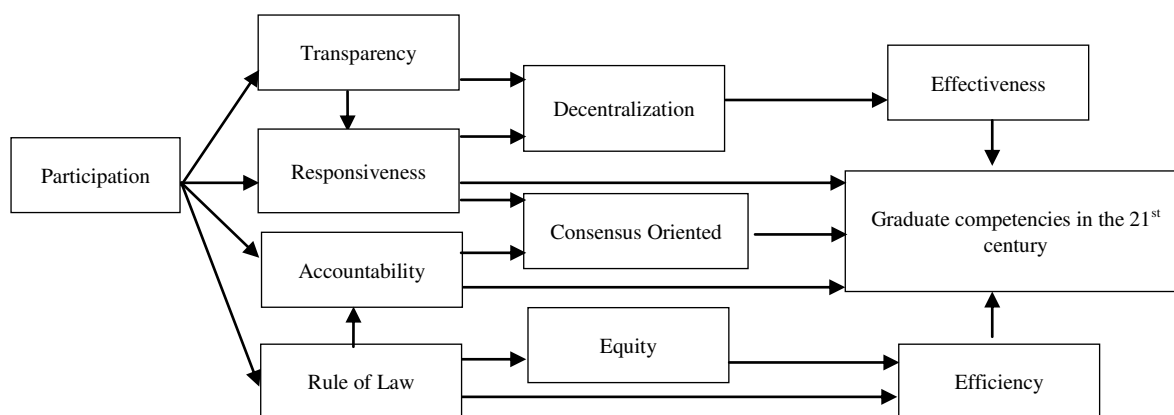 Transparency
Effectiveness
Decentralization
Participation
Responsiveness
Graduate competencies in the 21st
century
Consensus Oriented
Accountability
Equity
Rule of Law
Efficiency